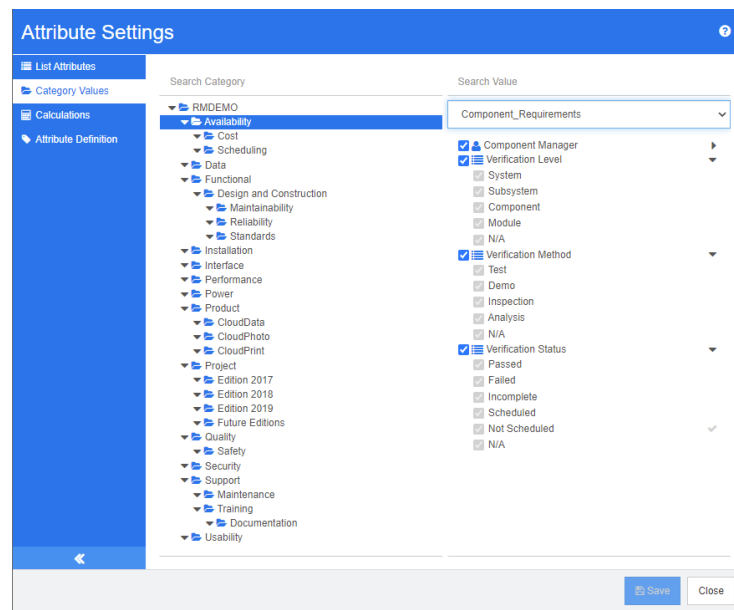 Attribute Settings
List Attributes
Category Values
Calculations
Attribute Definition
Search Category
RMDEMO
Availability
Cost
Scheduling
Data
Functional
Design and Construction
Maintainability
Reliability
Standards
Installation
Interface
Performance
Power
Product
CloudData
CloudPhoto
CloudPrint
Project
Edition 2017
Edition 2018
Edition 2019
Future Editions
Quality
Safety
Security
Support
Maintenance
Training
Documentation
Usability
Search Value
Component_Requirements
Component Manager
Verification Level
System
Subsystem
Component
Module
N/A
Verification Method
Test
Demo
Inspection
Analysis
N/A
Verification Status
Passed
Failed
Incomplete
Scheduled
Not Scheduled
N/A
Save
Close